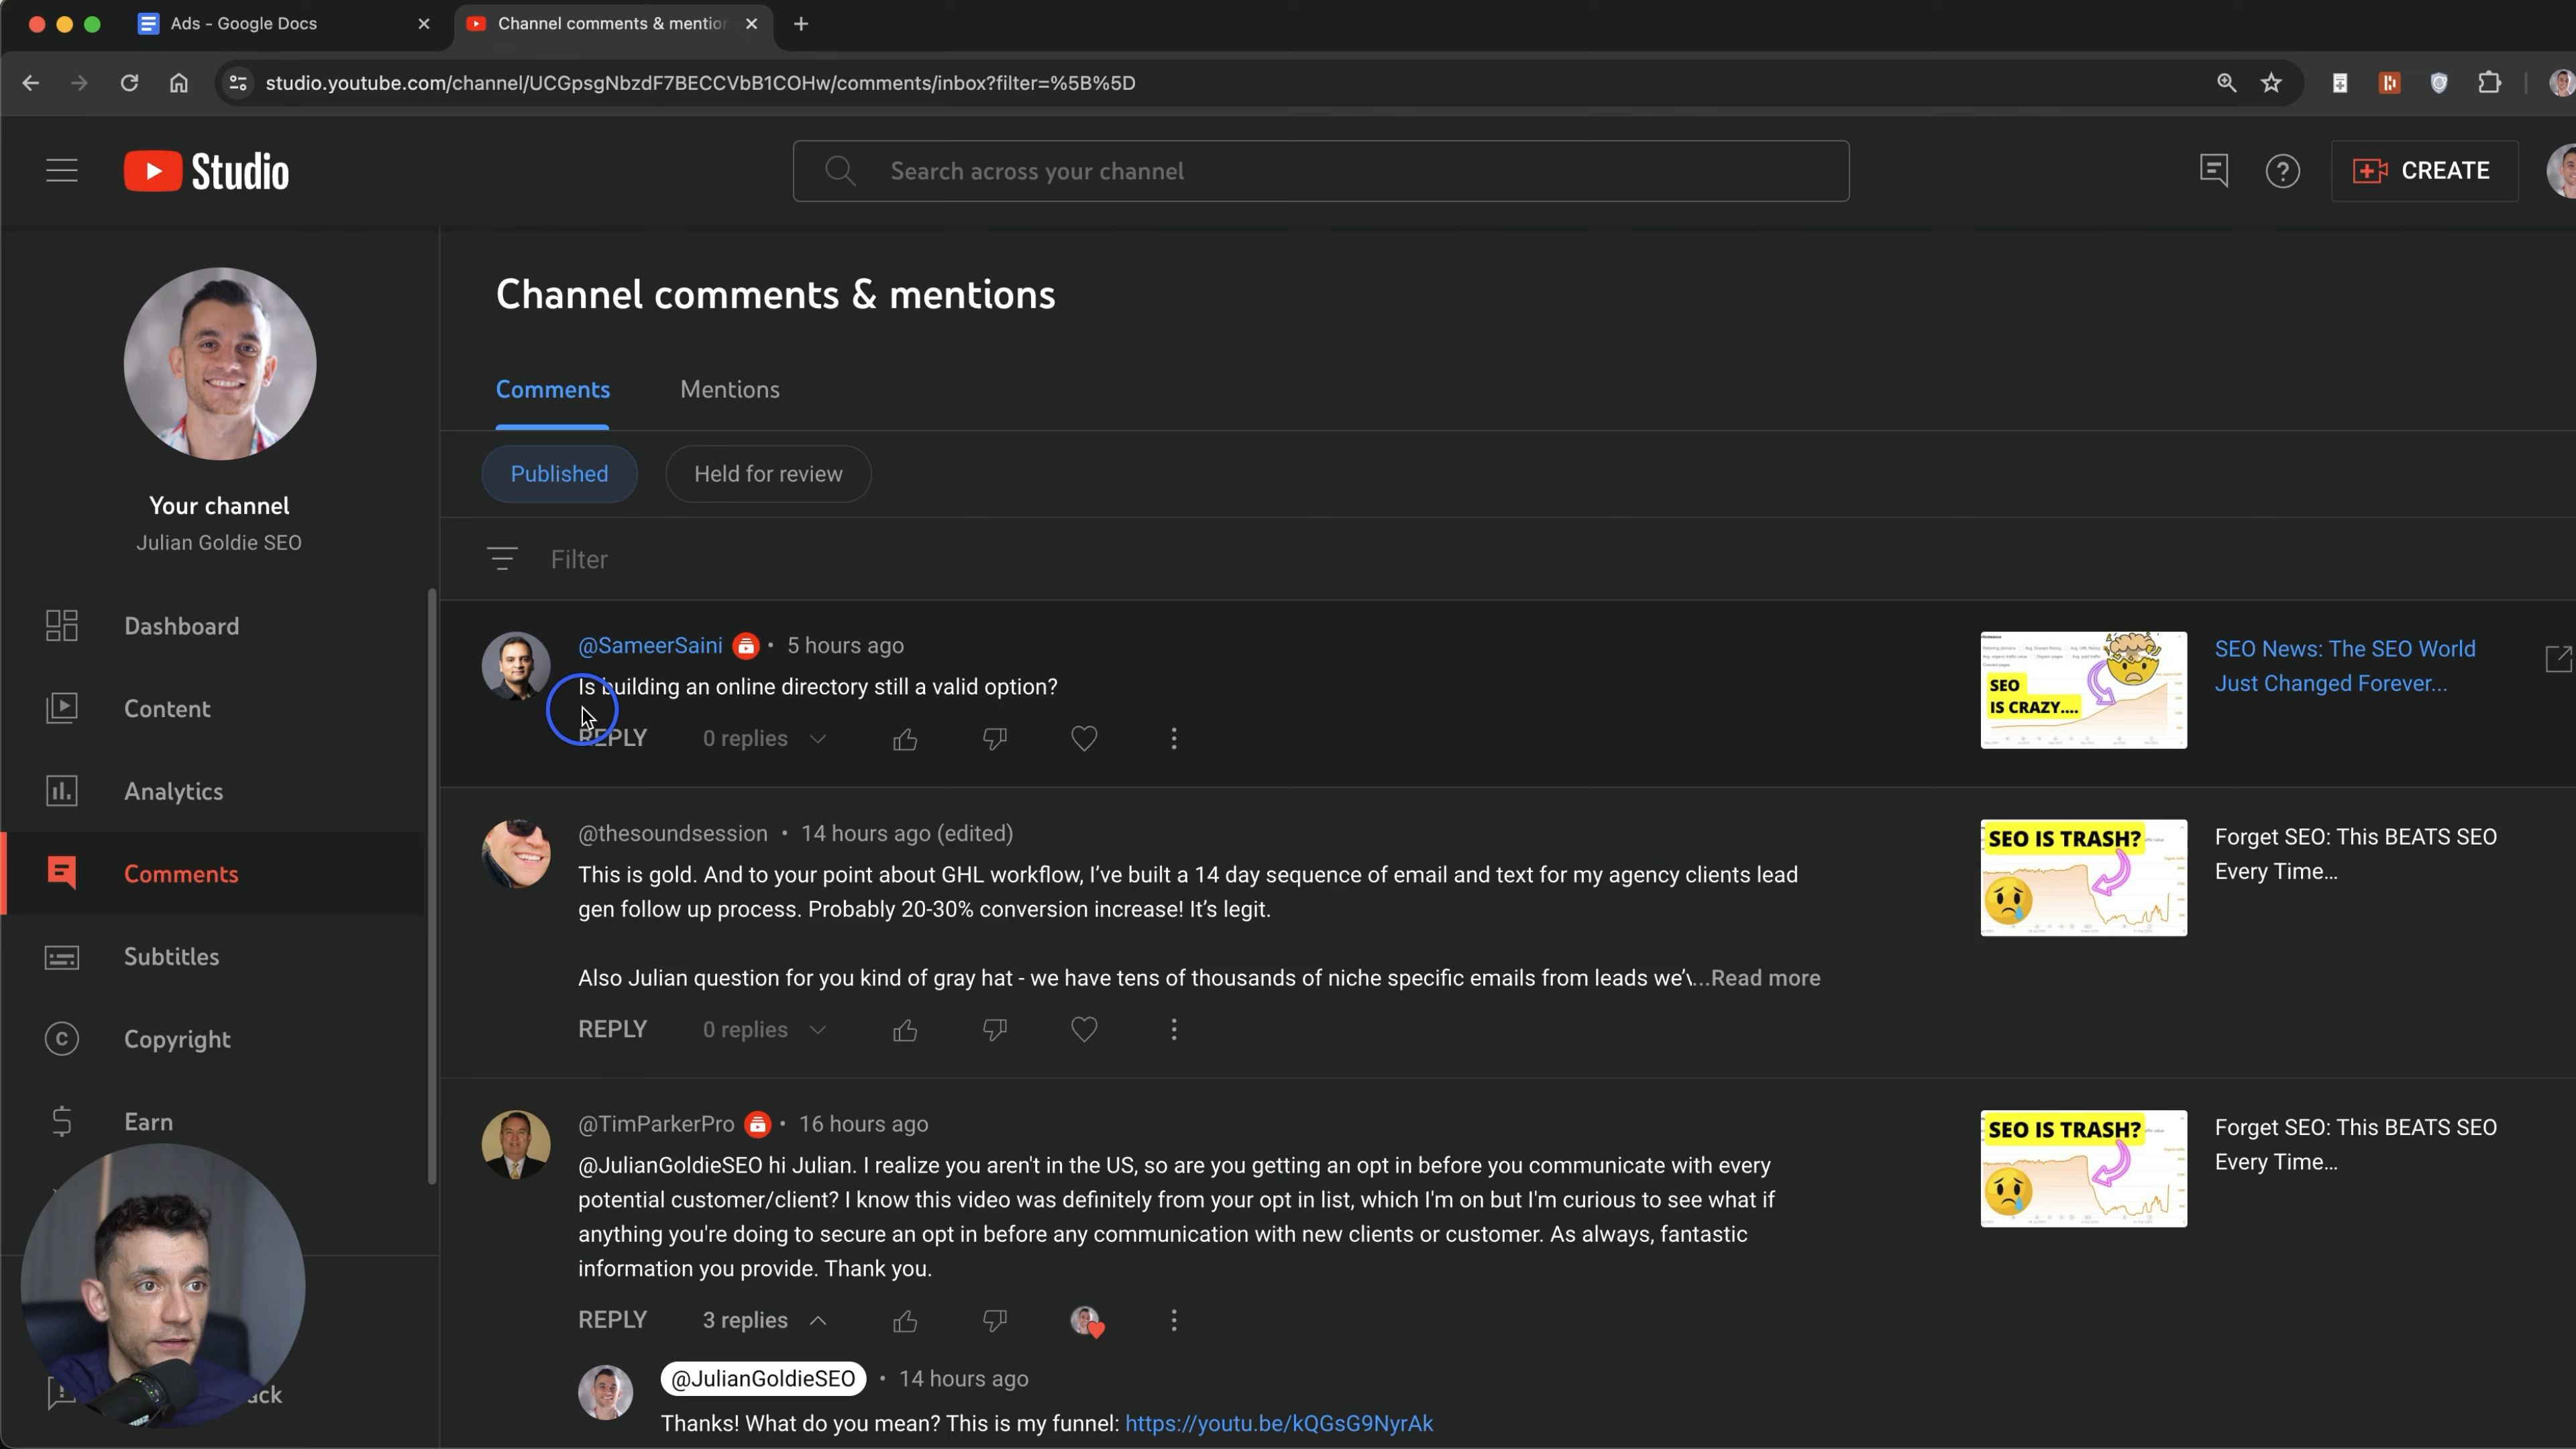 Ads - Google Docs
Channel comments & mention
studio.youtube.com/channel/UCGpsgNbzdF7BECCVbB1COHw/comments/inbox?filter=%5B%5D
Studio
Search across your channel
CREATE
Your channel
Julian Goldie SEO
Dashboard
Content
Analytics
Comments
Subtitles
Copyright
Earn
ack
Channel comments & mentions
Comments
Mentions
Published
Held for review
Filter
@SameerSaini • 5 hours ago
Is building an online directory still a valid option?
REPLY
0 replies
SEO
IS CRAZY....
SEO News: The SEO World
Just Changed Forever...
@thesoundsession • 14 hours ago (edited)
This is gold. And to your point about GHL workflow, I’ve built a 14 day sequence of email and text for my agency clients lead
gen follow up process. Probably 20-30% conversion increase! It’s legit.
Also Julian question for you kind of gray hat - we have tens of thousands of niche specific emails from leads we’v...Read more
REPLY
0 replies
SEO IS TRASH?
Forget SEO: This BEATS SEO
Every Time...
@TimParkerPro • 16 hours ago
@JulianGoldieSEO hi Julian. I realize you aren't in the US, so are you getting an opt in before you communicate with every
potential customer/client? I know this video was definitely from your opt in list, which I'm on but I'm curious to see what if
anything you're doing to secure an opt in before any communication with new clients or customer. As always, fantastic
information you provide. Thank you.
REPLY
3 replies
SEO IS TRASH?
Forget SEO: This BEATS SEO
Every Time...
@JulianGoldieSEO • 14 hours ago
Thanks! What do you mean? This is my funnel: https://youtu.be/kQGsG9NyrAk